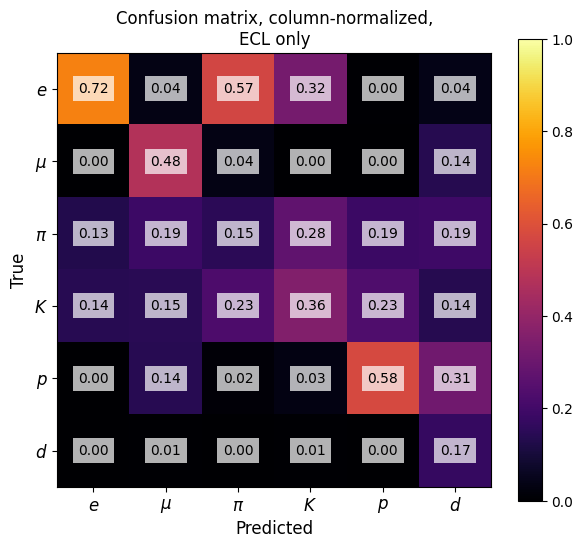 Confusion matrix, column-normalized,
ECL only
e 0.72 0.04 0.57 0.32 0.00 0.04
μ 0.00 0.48 0.04 0.00 0.00 0.14
π 0.13 0.19 0.15 0.28 0.19 0.19
K 0.14 0.15 0.23 0.36 0.23 0.14
p 0.00 0.14 0.02 0.03 0.58 0.31
d 0.00 0.01 0.00 0.01 0.00 0.17
e μ π K p d
Predicted
True
1.0
0.8
0.6
0.4
0.2
0.0